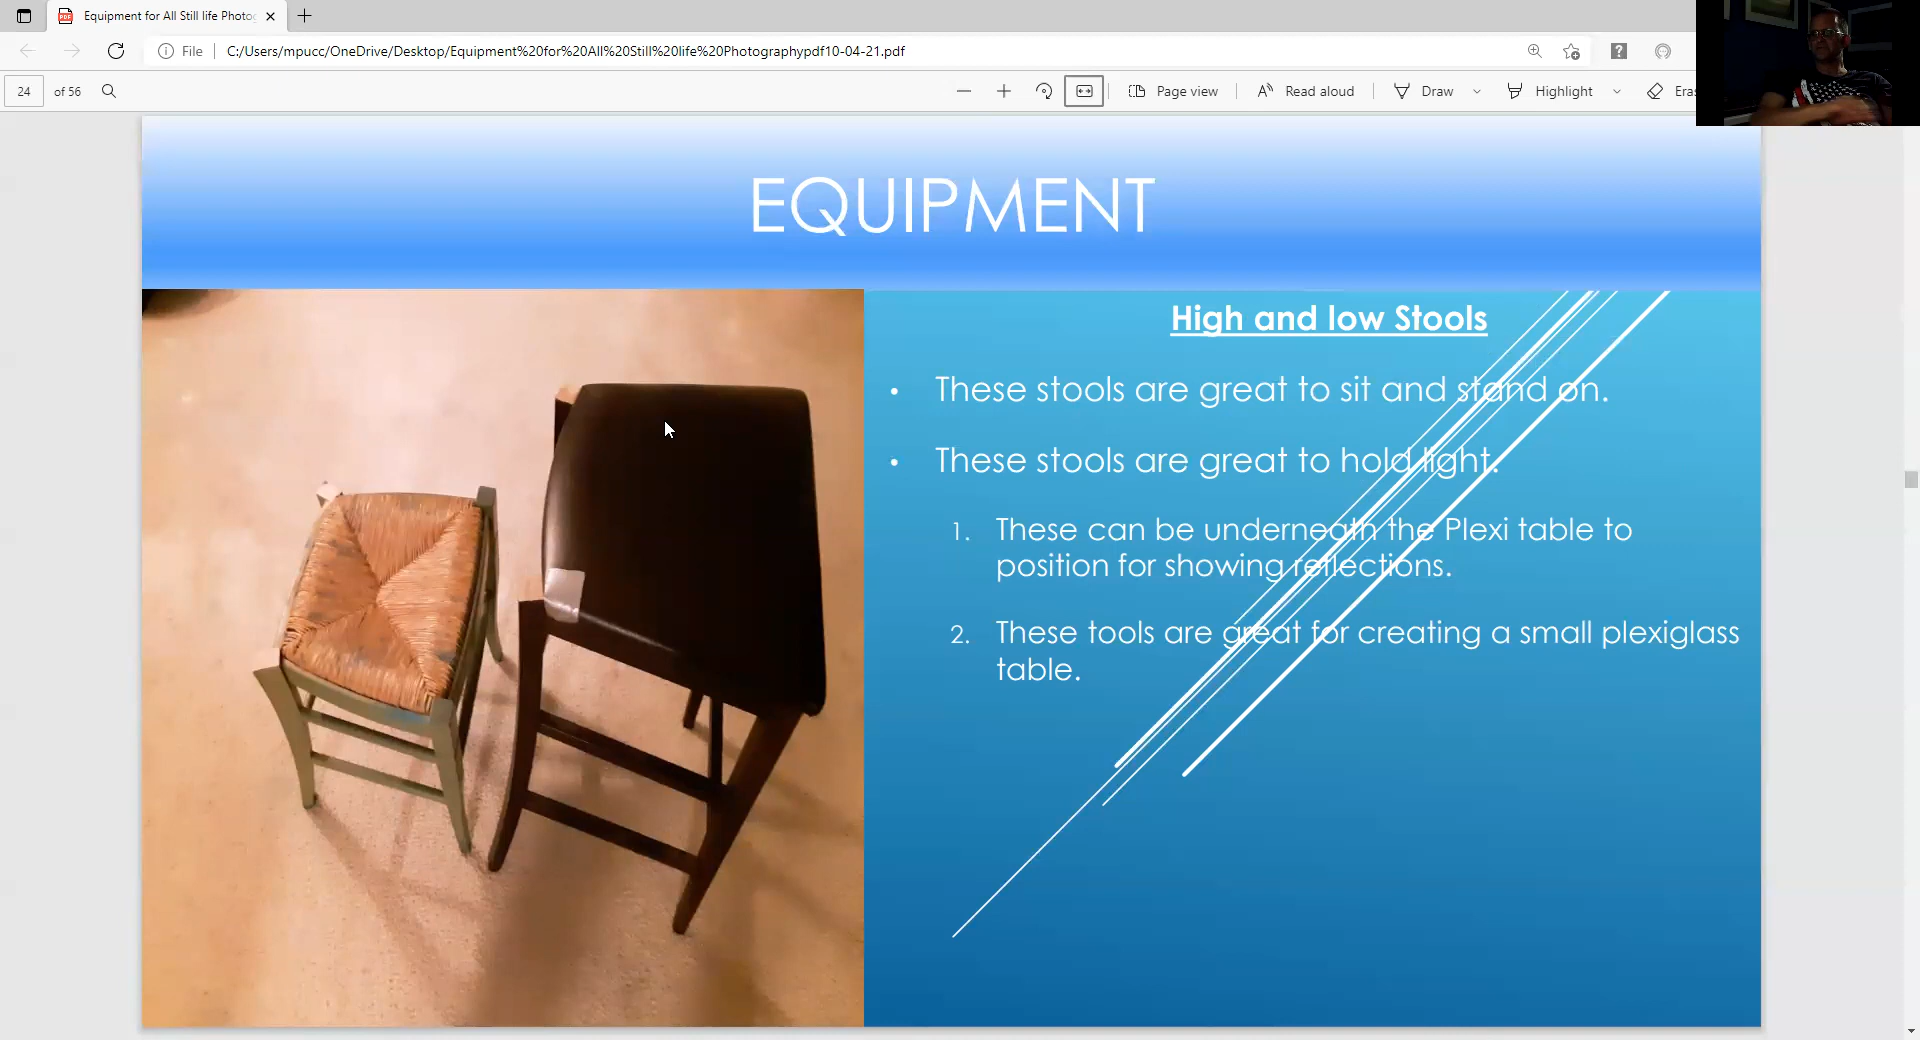 Equipment for All Still life Photog
File C:/Users/mpucc/OneDrive/Desktop/Equipment%20for%20All%20Still%20life%20Photographypdf10-04-21.pdf
24 of 56 Page view Read aloud Draw Highlight Eras
EQUIPMENT
High and low Stools
• These stools are great to sit and stand on.
• These stools are great to hold light.
1. These can be underneath the Plexi table to
position for showing reflections.
2. These tools are great for creating a small plexiglass
table.